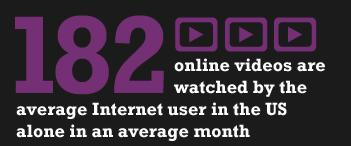 182
online videos are
watched by the
average Internet user in the US
alone in an average month